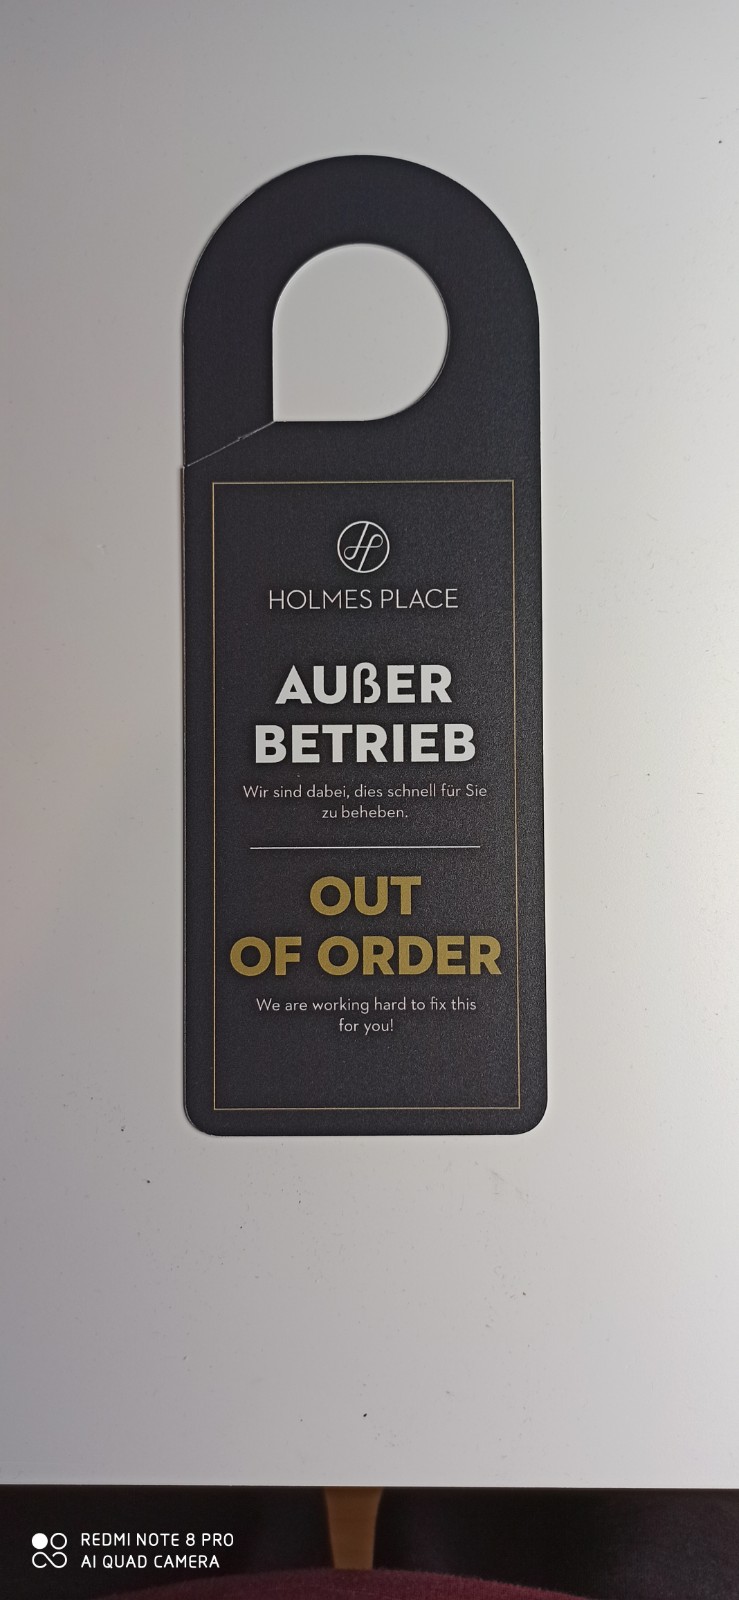 HOLMES PLACE
AUßER
BETRIEB
Wir sind dabei, dies schnell für Sie
zu beheben.
OUT
OF ORDER
We are working hard to fix this
for you!
REDMI NOTE 8 PRO
AI QUAD CAMERA